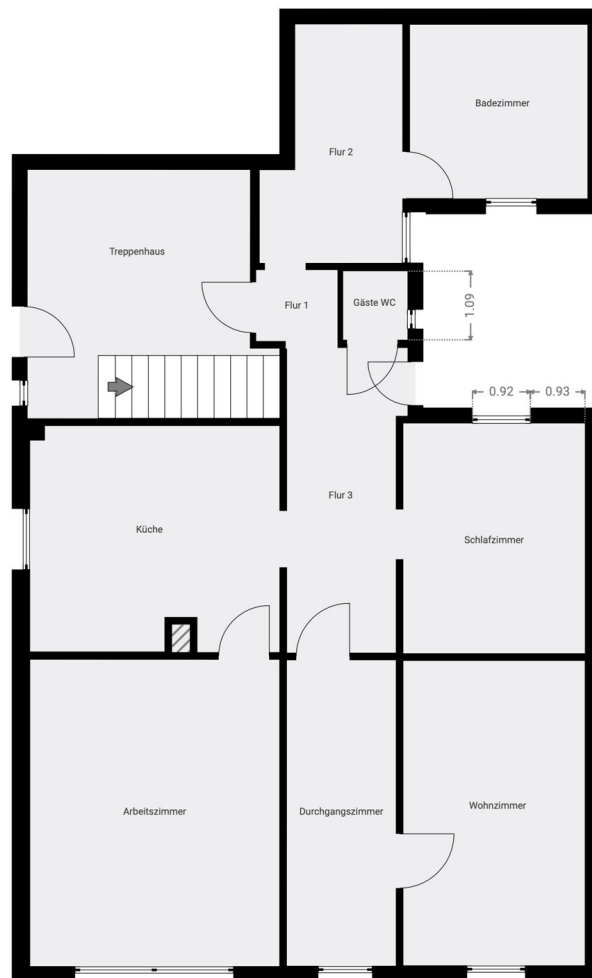 Badezimmer
Flur 2
Treppenhaus
Flur 1
Gäste WC
1.09
0.92
0.93
Flur 3
Küche
Schlafzimmer
Arbeitszimmer
Durchgangszimmer
Wohnzimmer